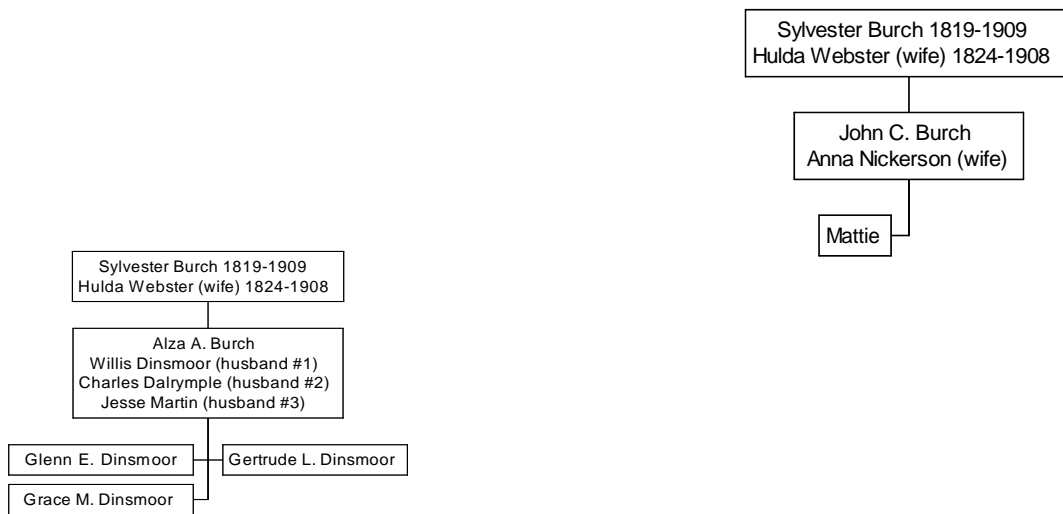 Sylvester Burch 1819-1909
Hulda Webster (wife) 1824-1908
John C. Burch
Anna Nickerson (wife)
Mattie
Sylvester Burch 1819-1909
Hulda Webster (wife) 1824-1908
Alza A. Burch
Willis Dinsmoor (husband #1)
Charles Dalrymple (husband #2)
Jesse Martin (husband #3)
Glenn E. Dinsmoor
Gertrude L. Dinsmoor
Grace M. Dinsmoor